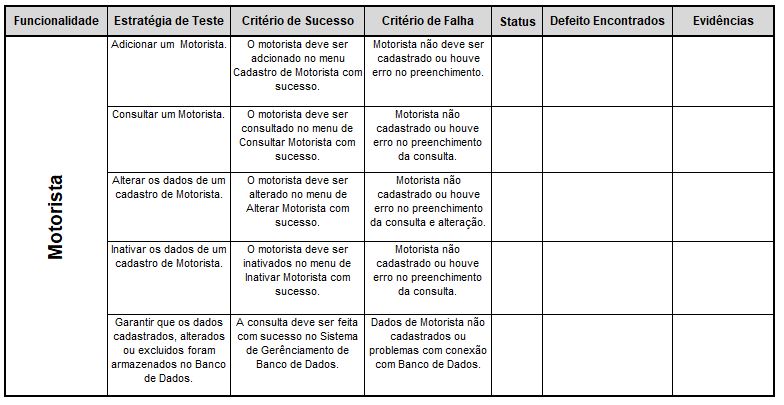 Funcionalidade
Estratégia de Teste
Critério de Sucesso
Critério de Falha
Status
Defeito Encontrados
Evidências
Motorista
Adicionar um Motorista.
O motorista deve ser
adcionado no menu
Cadastro de Motorista com
sucesso.
Motorista não deve ser
cadastrado ou houve
erro no preenchimento.
Consultar um Motorista.
O motorista deve ser
consultado no menu de
Consultar Motorista com
sucesso.
Motorista não
cadastrado ou houve
erro no preenchimento
da consulta.
Alterar os dados de um
cadastro de Motorista.
O motorista deve ser
alterado no menu de
Alterar Motorista com
sucesso.
Motorista não
cadastrado ou houve
erro no preenchimento
da consulta e alteração.
Inativar os dados de um
cadastro de Motorista.
O motorista deve ser
inativados no menu de
Inativar Motorista com
sucesso.
Motorista não
cadastrado ou houve
erro no preenchimento
da consulta.
Garantir que os dados
cadastrados, alterados
ou excluidos foram
armazenados no Banco
de Dados.
A consulta deve ser feita
com sucesso no Sistema
de Gerênciamento de
Banco de Dados.
Dados de Motorista não
cadastrados ou
problemas com conexão
com Banco de Dados.